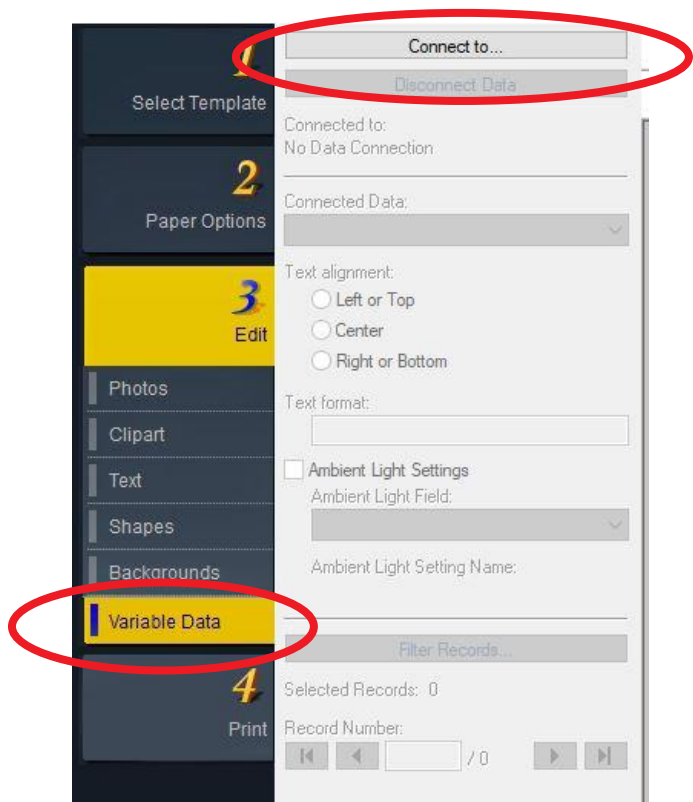 1
Select Template
2
Paper Options
3
Edit
Photos
Clipart
Text
Shapes
Backgrounds
Variable Data
4
Print
Connect to...
Disconnect Data
Connected to:
No Data Connection
Connected Data:
Text alignment:
Left or Top
Center
Right or Bottom
Text format:
Ambient Light Settings
Ambient Light Field:
Ambient Light Setting Name:
Filter Records...
Selected Records: 0
Record Number:
/ 0